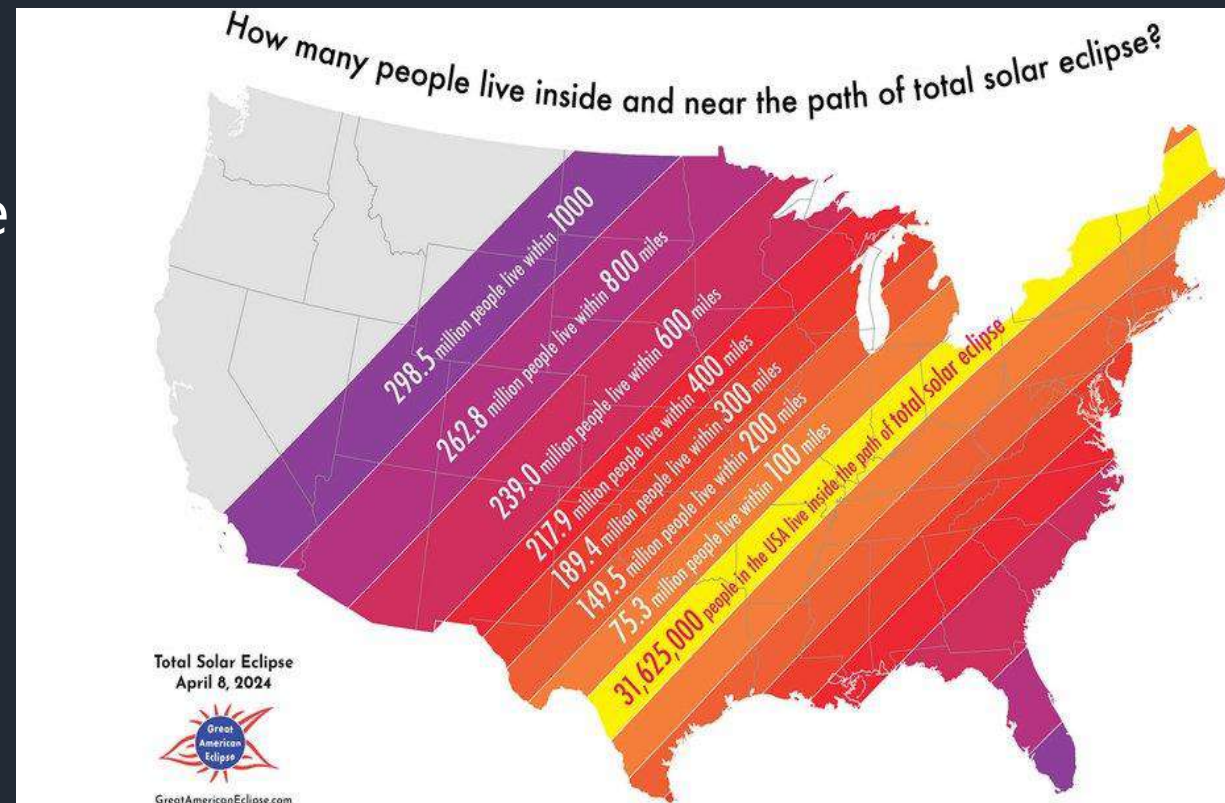 How many people live inside and near the path of total solar eclipse?
e
298.5 million people live within 1000
262.8 million people live within 800 miles
239.0 million people live within 600 miles
217.9 million people live within 400 miles
189.4 million people live within 300 miles
149.5 million people live within 200 miles
75.3 million people live within 100 miles
31,625,000 people in the USA live inside the path of total solar eclipse
Total Solar Eclipse
April 8, 2024
Great
American
Eclipse
GreatAmericanEclipse.com